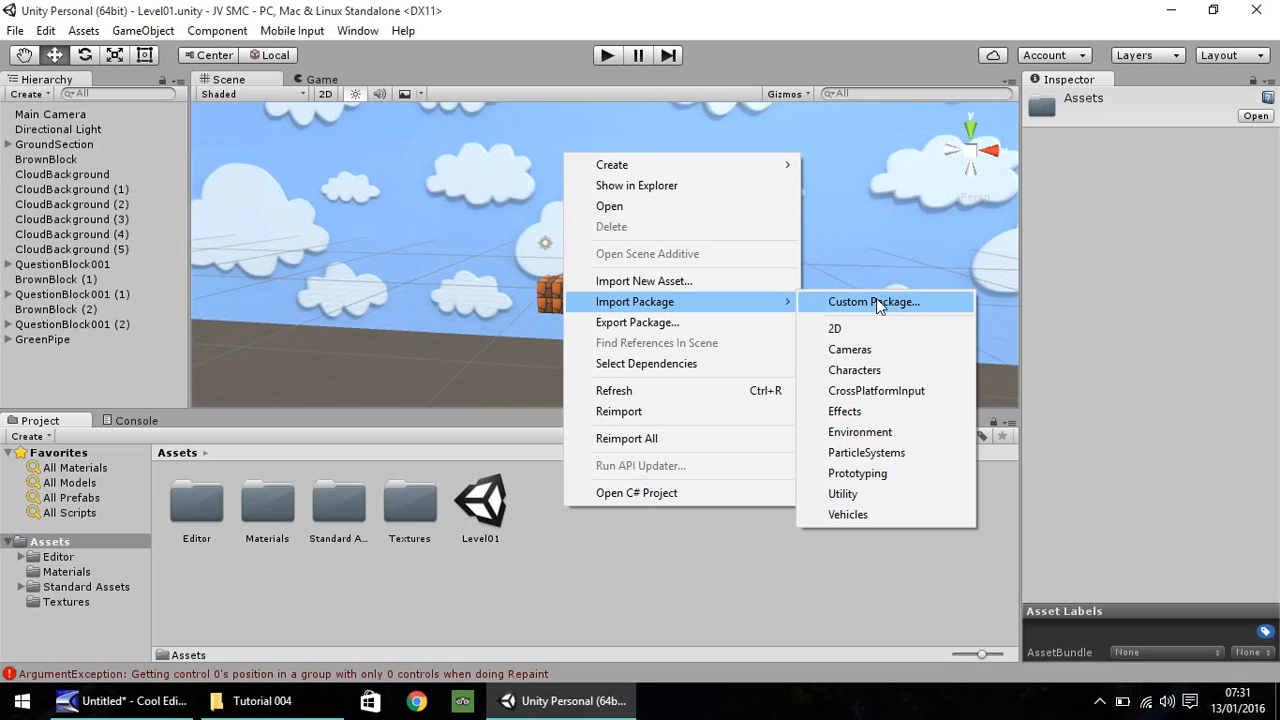 Unity Personal (64bit) - Level01.unity - JV SMC - PC, Mac & Linux Standalone <DX11>
File Edit Assets GameObject Component Mobile Input Window Help
Center Local Account Layers Layout
Hierarchy Scene Game Inspector
Create All Shaded 2D Gizmos All Assets
Open
Main Camera
Directional Light
GroundSection
BrownBlock
CloudBackground
CloudBackground (1)
CloudBackground (2)
CloudBackground (3)
CloudBackground (4)
CloudBackground (5)
QuestionBlock001
BrownBlock (1)
QuestionBlock001 (1)
BrownBlock (2)
QuestionBlock001 (2)
GreenPipe
y
Persp
Create
Show in Explorer
Open
Delete
Open Scene Additive
Import New Asset...
Import Package
Export Package...
Find References In Scene
Select Dependencies
Refresh Ctrl+R
Reimport
Reimport All
Run API Updater...
Open C# Project
Custom Package...
2D
Cameras
Characters
CrossPlatformInput
Effects
Environment
ParticleSystems
Prototyping
Utility
Vehicles
Project Console
Create
Favorites
All Materials
All Models
All Prefabs
All Scripts
Assets
Editor
Materials
Standard Assets
Textures
Assets
Editor Materials Standard A... Textures Level01
Assets
Asset Labels
AssetBundle None None
ArgumentException: Getting control 0's position in a group with only 0 controls when doing Repaint
Untitled* - Cool Edi... Tutorial 004 Unity Personal (64b...
07:31
13/01/2016